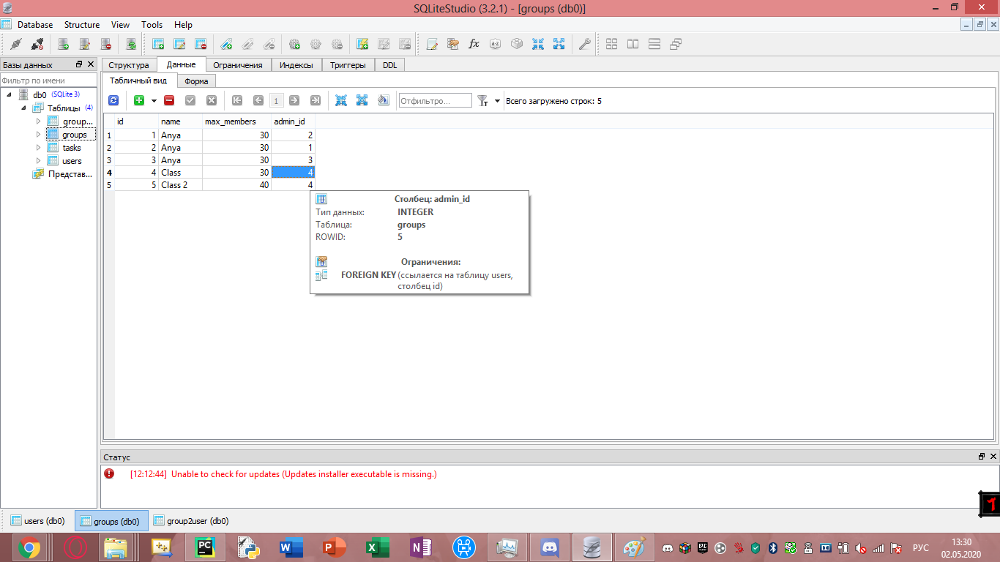 SQLiteStudio (3.2.1) - [groups (db0)]
Database Structure View Tools Help
Базы данных
Фильтр по имени
db0 (SQLite 3)
Таблицы (4)
group...
groups
tasks
users
Представ...
Структура Данные Ограничения Индексы Триггеры DDL
Табличный вид Форма
1 Отфильтро... Всего загружено строк: 5
id name max_members admin_id
1 1 Anya 30 2
2 2 Anya 30 1
3 3 Anya 30 3
4 4 Class 30 4
5 5 Class 2 40 4
Столбец: admin_id
Тип данных: INTEGER
Таблица: groups
ROWID: 5
Ограничения:
FOREIGN KEY (ссылается на таблицу users,
столбец id)
Статус
[12:12:44] Unable to check for updates (Updates installer executable is missing.)
users (db0) groups (db0) group2user (db0)
РУС
13:30
02.05.2020